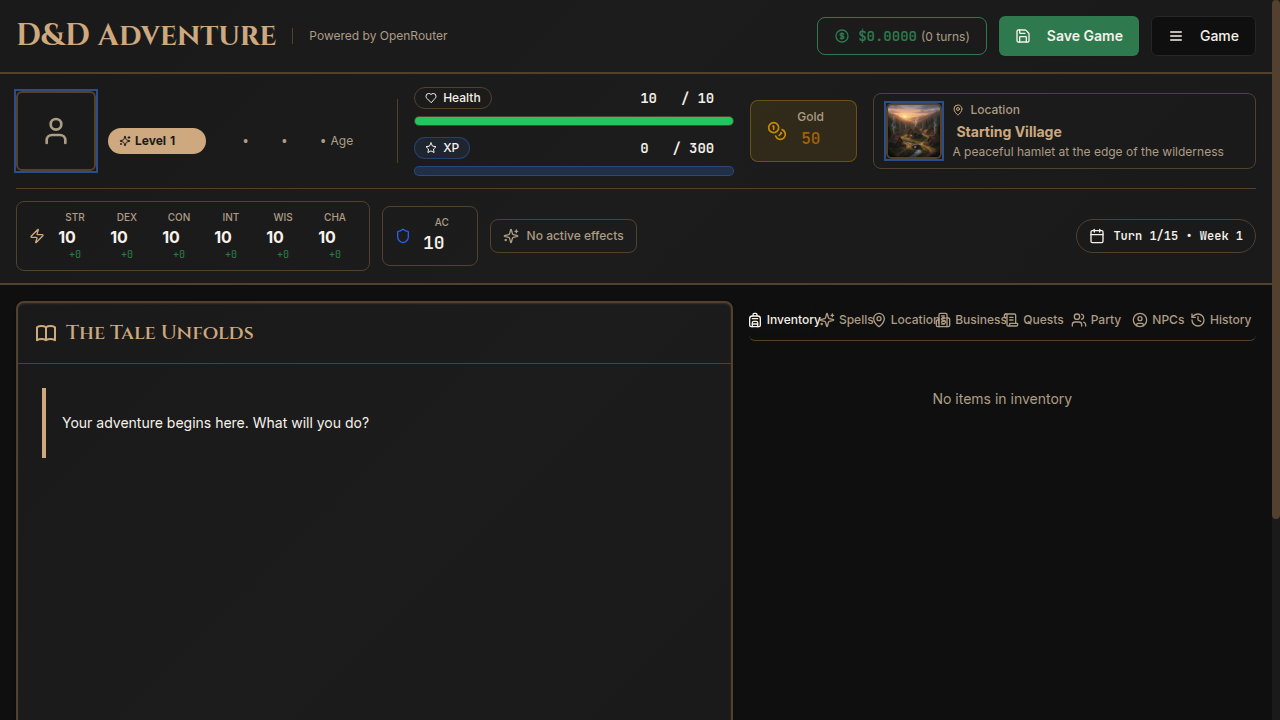 D&D Adventure
Powered by OpenRouter
$0.0000 (0 turns)
Save Game
Game
Level 1
•
•
• Age
Health
10 / 10
XP
0 / 300
Gold
50
Location
Starting Village
A peaceful hamlet at the edge of the wilderness
STR DEX CON INT WIS CHA
10 10 10 10 10 10
+0 +0 +0 +0 +0 +0
AC
10
No active effects
Turn 1/15 • Week 1
The Tale Unfolds
Your adventure begins here. What will you do?
Inventory Spells Location Business Quests Party NPCs History
No items in inventory